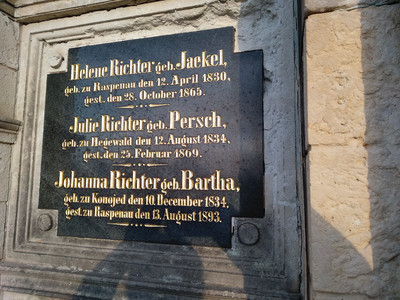 Helene Richter geb. Jaekel,
geb. zu Raspenau den 12. April 1830,
gest. den 28. October 1865.
Julie Richter geb. Persch,
geb. zu Hegewald den 12. August 1834,
gest. den 25. Februar 1869.
Johanna Richter geb. Bartha,
geb. zu Konojed den 10. December 1834,
gest. zu Raspenau den 13. August 1893.